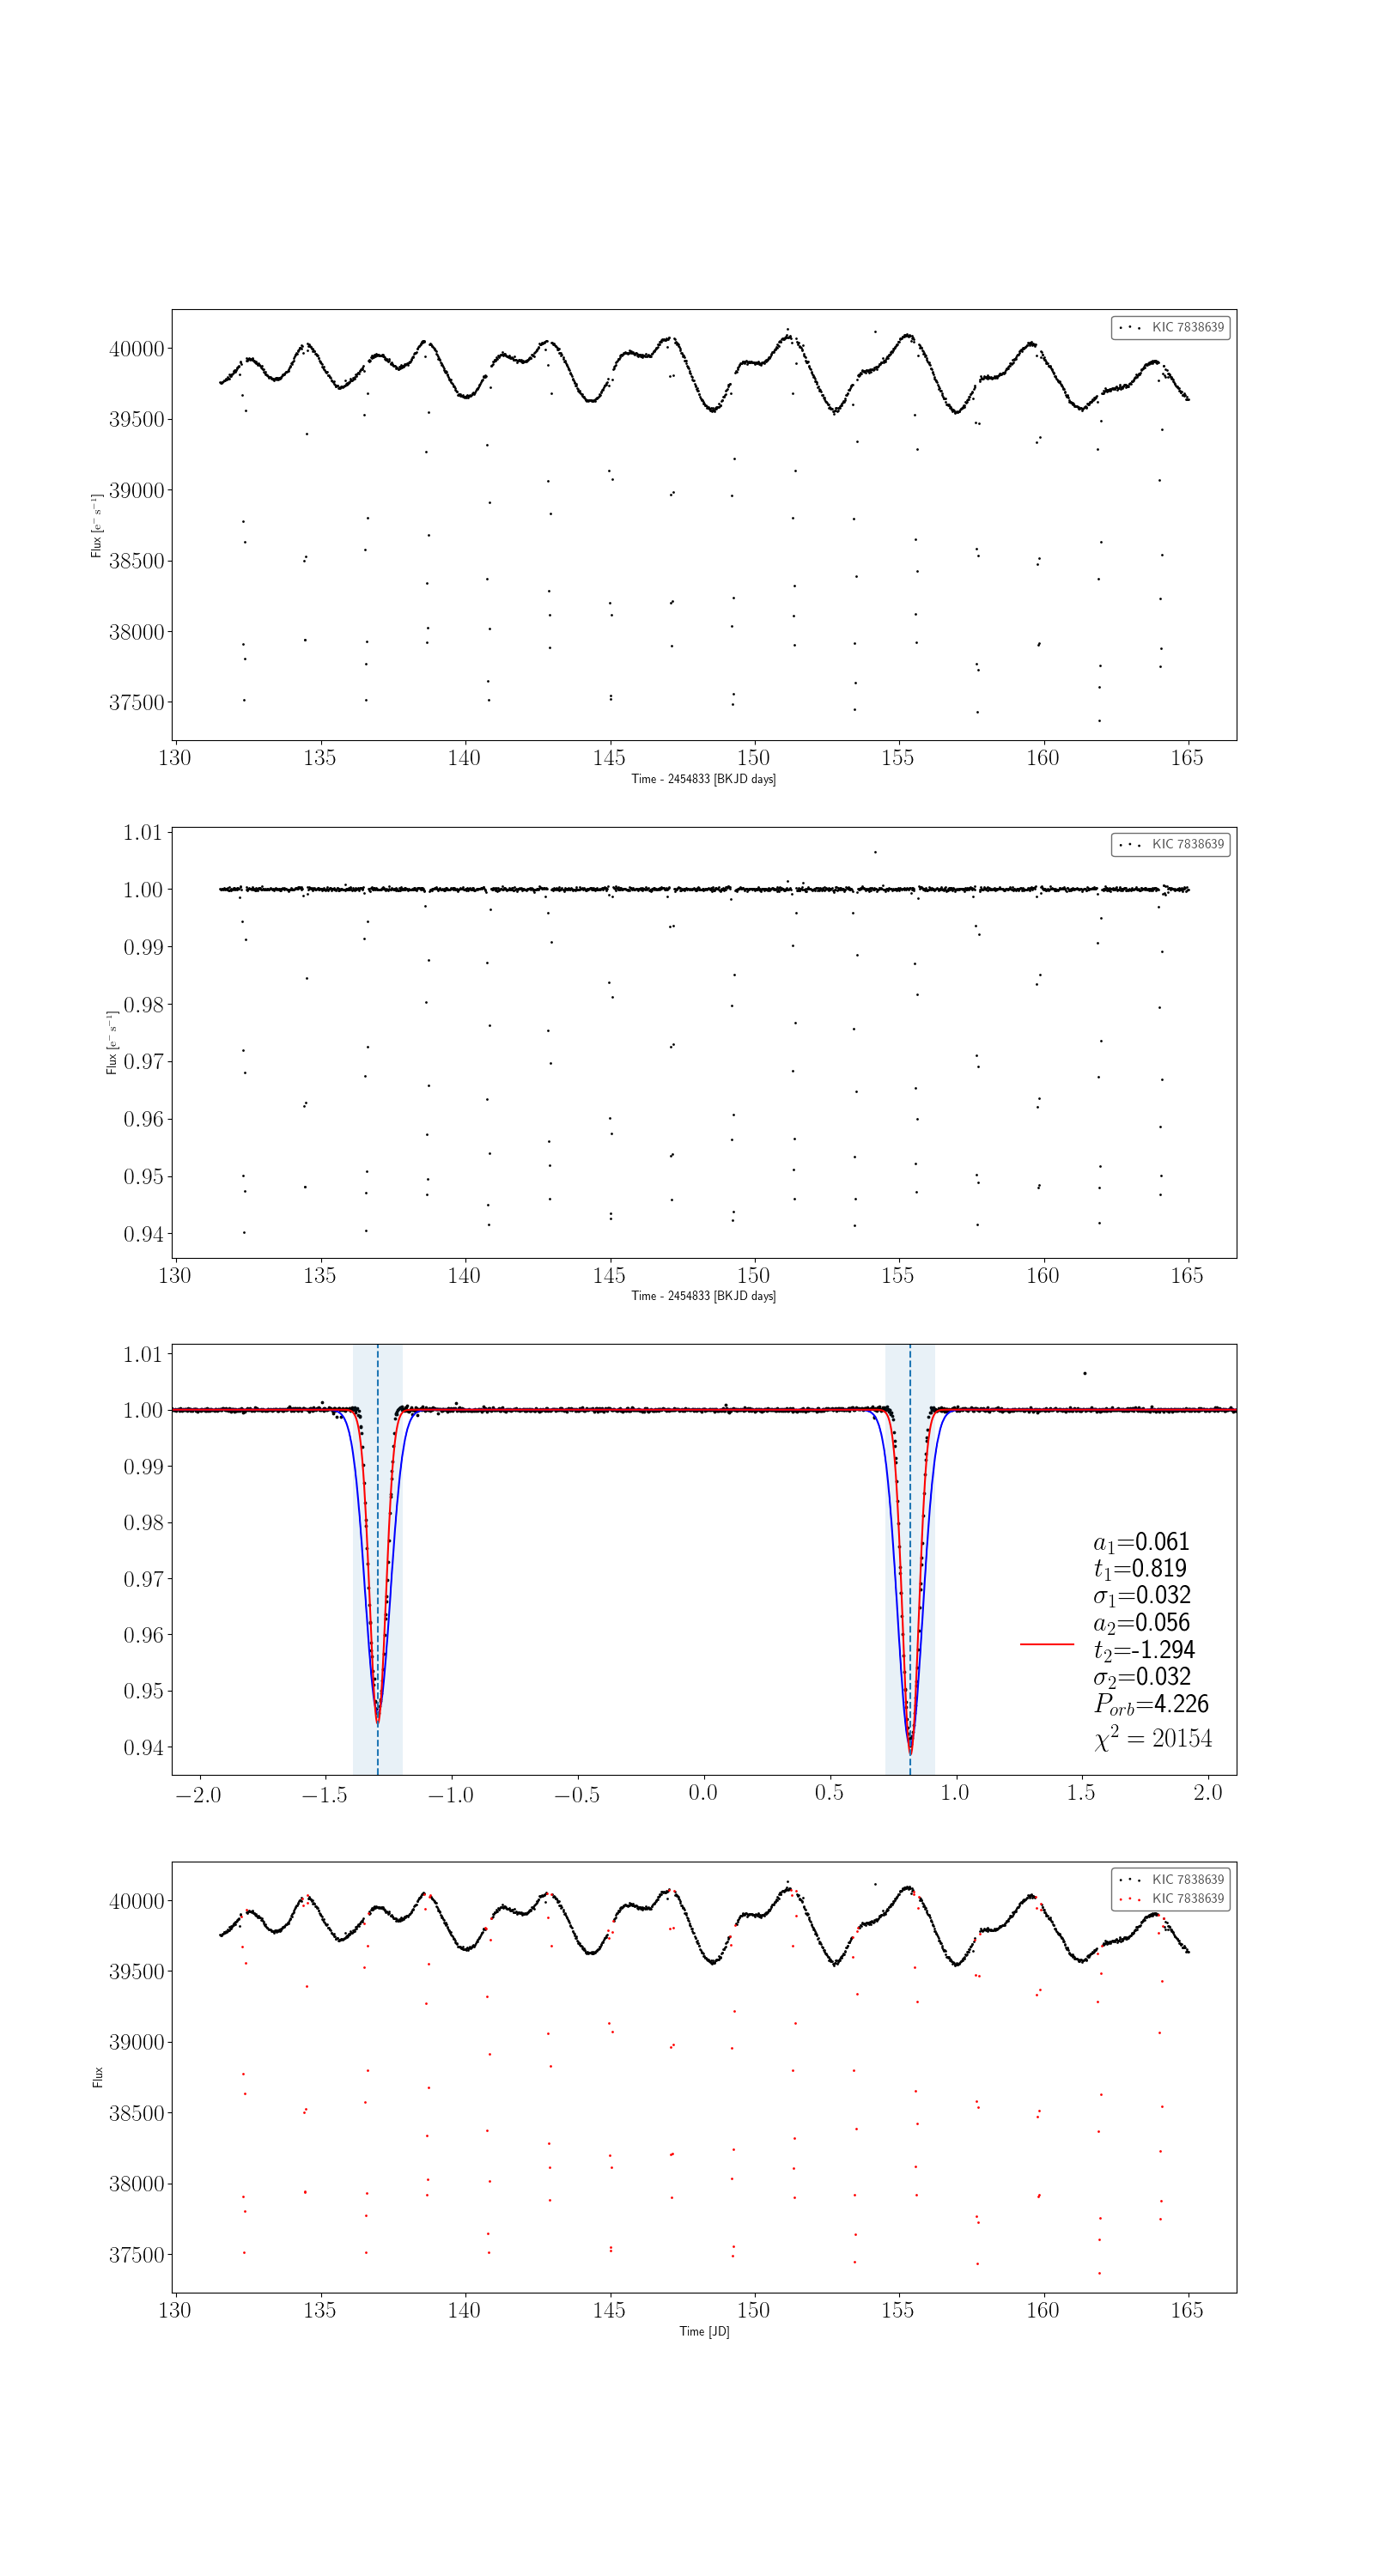 KIC 7838639
40000
39500
39000
38500
38000
37500
Flux [e⁻ s⁻¹]
130 135 140 145 150 155 160 165
Time - 2454833 [BKJD days]
KIC 7838639
1.01
1.00
0.99
0.98
0.97
0.96
0.95
0.94
Flux [e⁻ s⁻¹]
130 135 140 145 150 155 160 165
Time - 2454833 [BKJD days]
1.01
1.00
0.99
0.98
0.97
0.96
0.95
0.94
a₁=0.061
t₁=0.819
σ₁=0.032
a₂=0.056
t₂=-1.294
σ₂=0.032
P_orb=4.226
χ² = 20154
−2.0 −1.5 −1.0 −0.5 0.0 0.5 1.0 1.5 2.0
KIC 7838639
KIC 7838639
40000
39500
39000
38500
38000
37500
Flux
130 135 140 145 150 155 160 165
Time [JD]